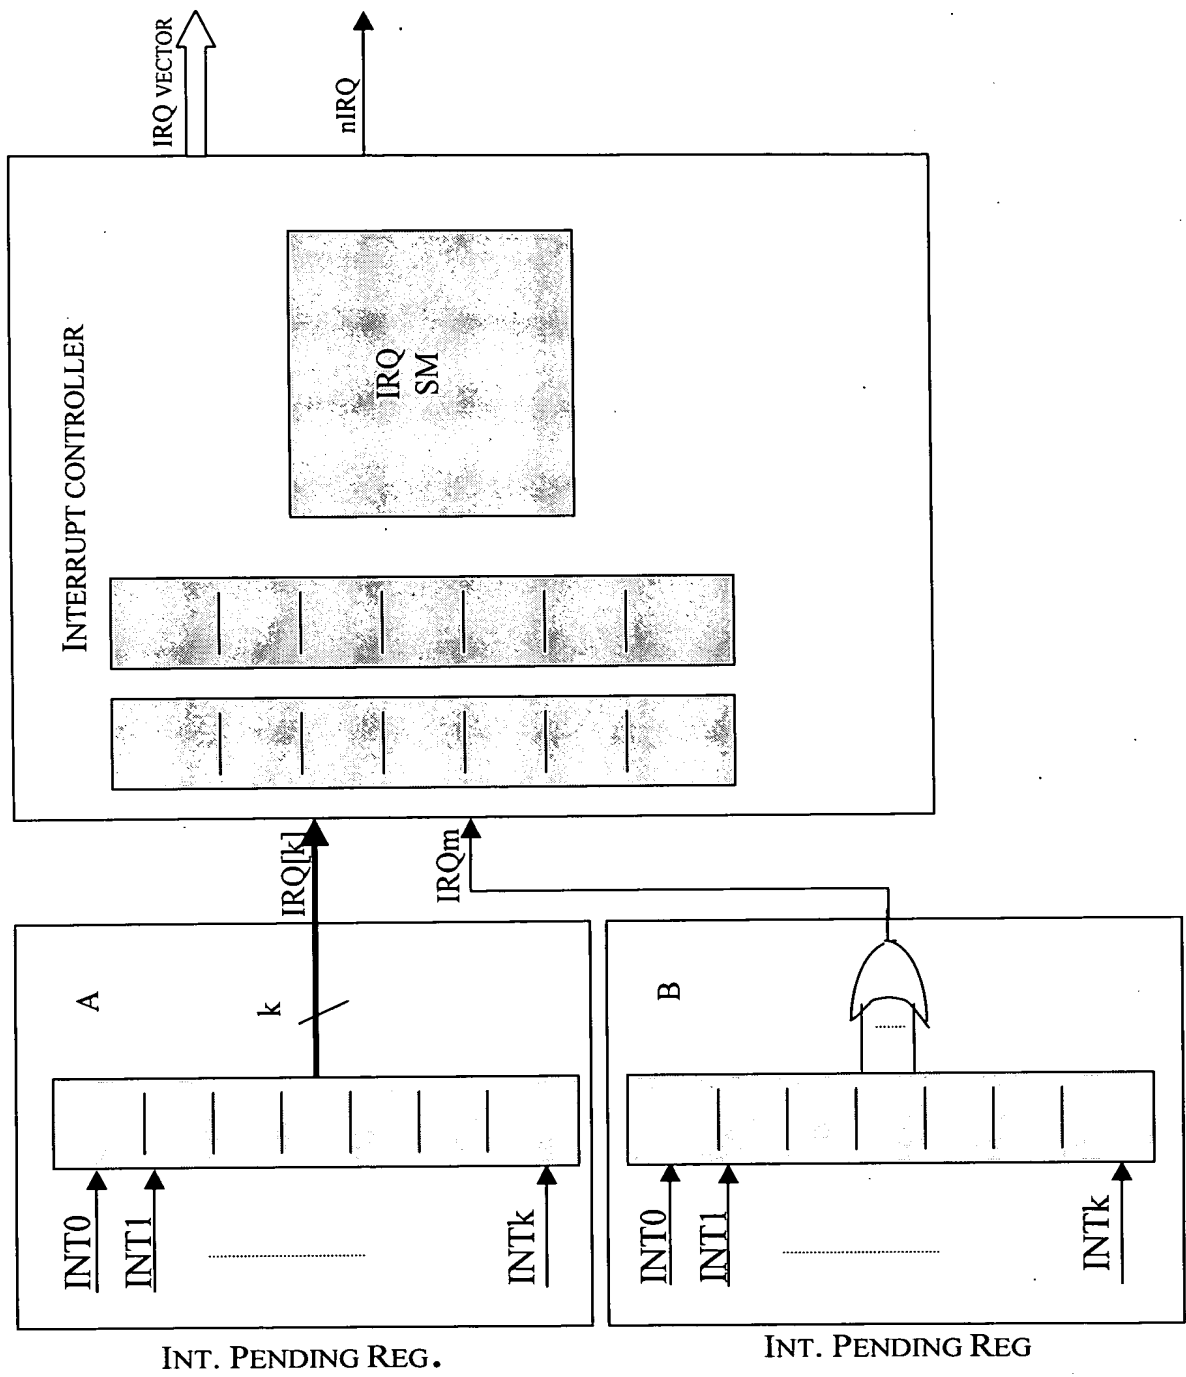 IRQ VECTOR
nIRQ
INTERRUPT CONTROLLER
IRQ
SM
IRQ[k]
IRQm
A
k
B
INT0
INT1
INTk
INT0
INT1
INTk
INT. PENDING REG.
INT. PENDING REG